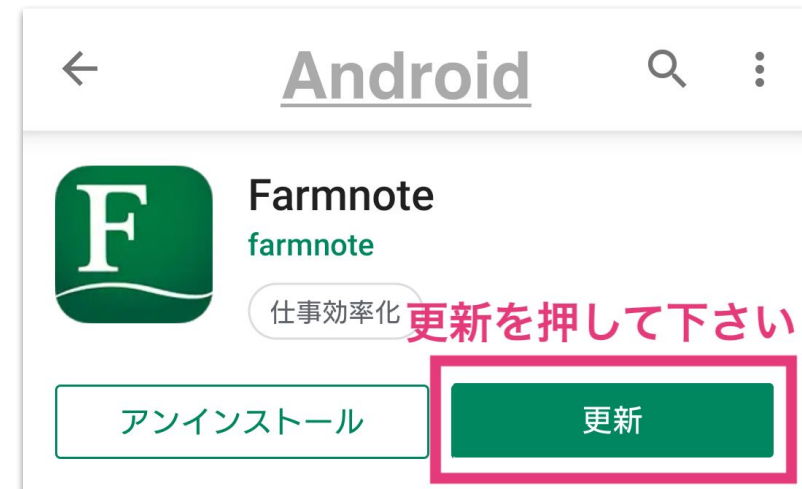 Android
F
Farmnote
farmnote
仕事効率化
更新を押して下さい
アンインストール
更新